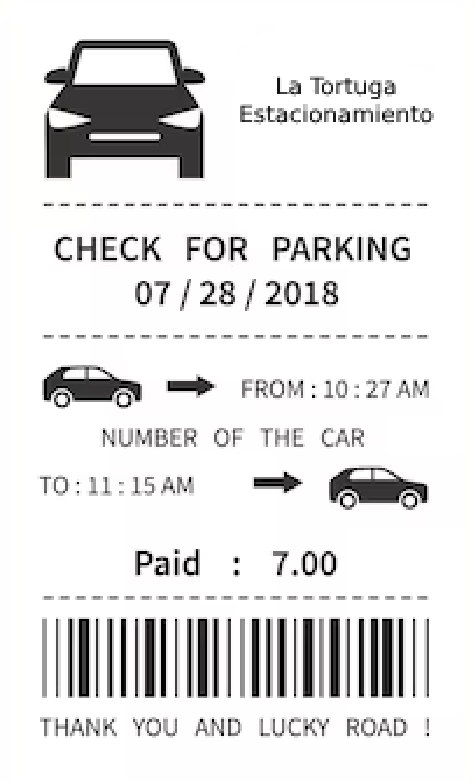 La Tortuga
Estacionamiento
CHECK FOR PARKING
07 / 28 / 2018
FROM : 10 : 27 AM
NUMBER OF THE CAR
TO : 11 : 15 AM
Paid : 7.00
THANK YOU AND LUCKY ROAD !